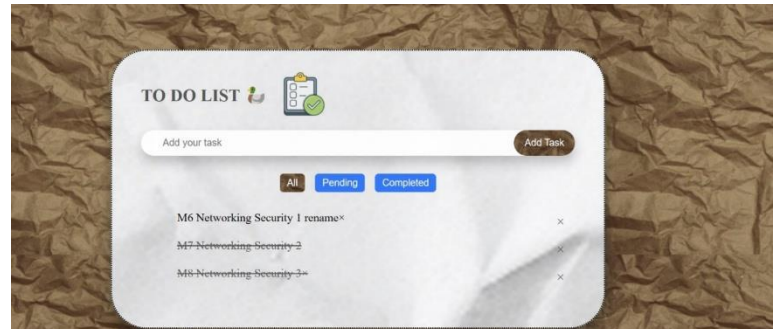 TO DO LIST 🦆
Add your task
Add Task
All Pending Completed
M6 Networking Security 1 rename×
×
M7 Networking Security 2
×
M8 Networking Security 3×
×